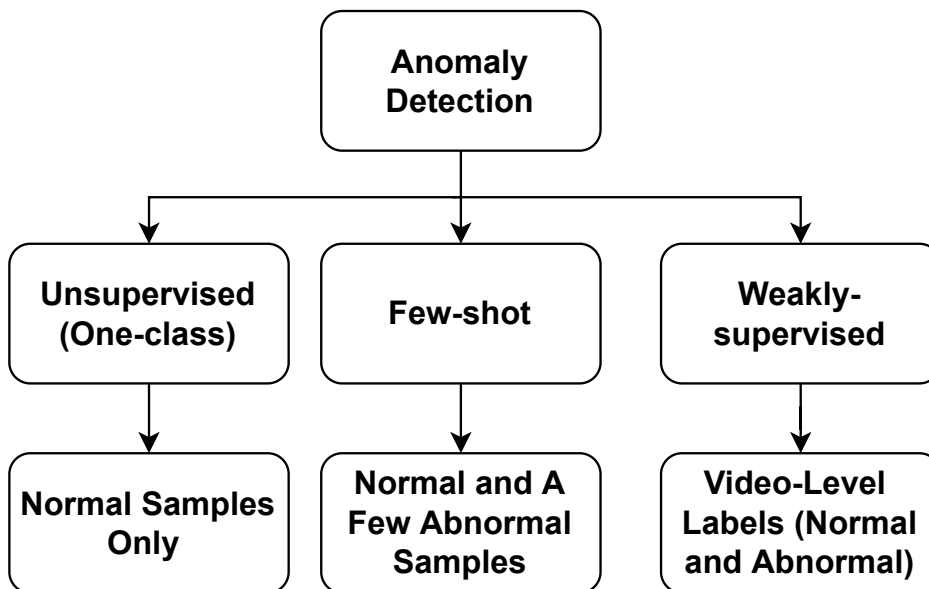 Anomaly
Detection
Unsupervised
(One-class)
Few-shot
Weakly-
supervised
Normal Samples
Only
Normal and A
Few Abnormal
Samples
Video-Level
Labels (Normal
and Abnormal)